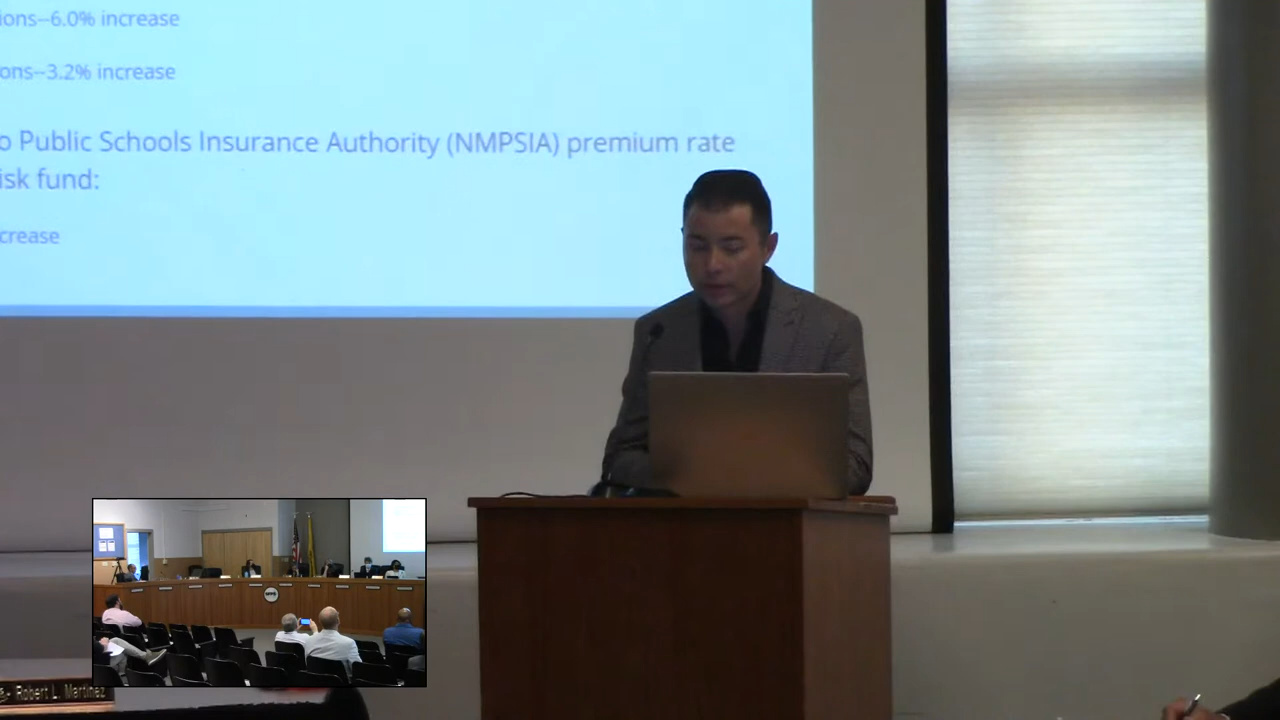 ions--6.0% increase
ons--3.2% increase
o Public Schools Insurance Authority (NMPSIA) premium rate
isk fund:
crease
Robert L. Martinez